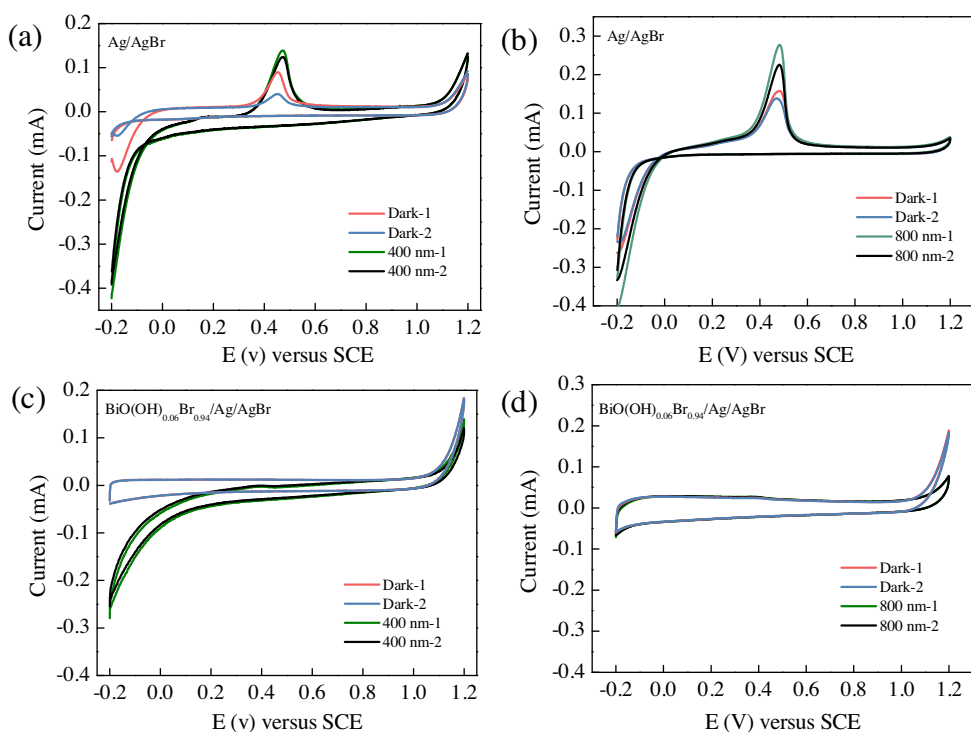 (a)
Ag/AgBr
0.2
0.1
0.0
-0.1
-0.2
-0.3
-0.4
Current (mA)
Dark-1
Dark-2
400 nm-1
400 nm-2
-0.2 0.0 0.2 0.4 0.6 0.8 1.0 1.2
E (v) versus SCE
(b)
Ag/AgBr
0.3
0.2
0.1
0.0
-0.1
-0.2
-0.3
-0.4
Current (mA)
Dark-1
Dark-2
800 nm-1
800 nm-2
-0.2 0.0 0.2 0.4 0.6 0.8 1.0 1.2
E (V) versus SCE
(c)
BiO(OH)0.06Br0.94/Ag/AgBr
0.2
0.1
0.0
-0.1
-0.2
-0.3
-0.4
Current (mA)
Dark-1
Dark-2
400 nm-1
400 nm-2
-0.2 0.0 0.2 0.4 0.6 0.8 1.0 1.2
E (v) versus SCE
(d)
BiO(OH)0.06Br0.94/Ag/AgBr
0.3
0.2
0.1
0.0
-0.1
-0.2
-0.3
-0.4
Current (mA)
Dark-1
Dark-2
800 nm-1
800 nm-2
-0.2 0.0 0.2 0.4 0.6 0.8 1.0 1.2
E (V) versus SCE